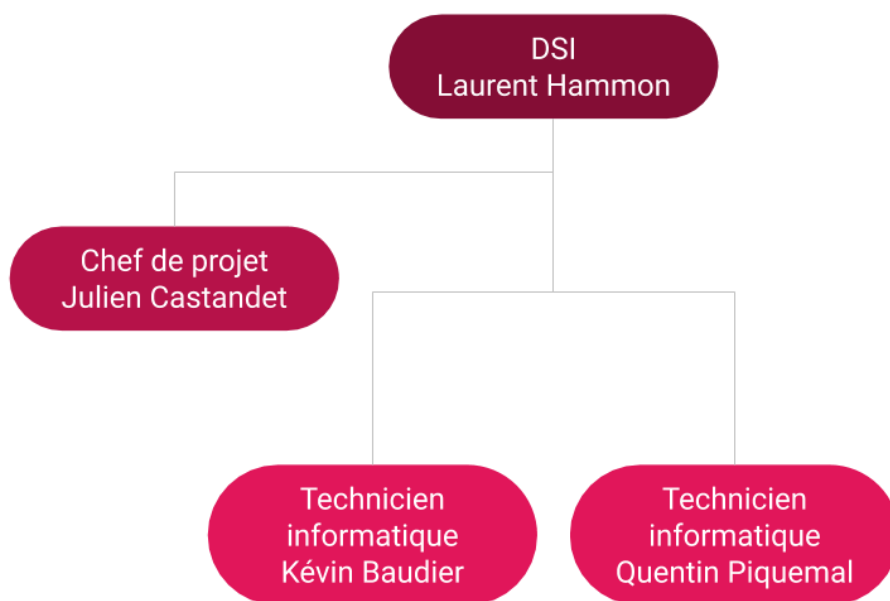 DSI
Laurent Hammon
Chef de projet
Julien Castandet
Technicien
informatique
Kévin Baudier
Technicien
informatique
Quentin Piquemal